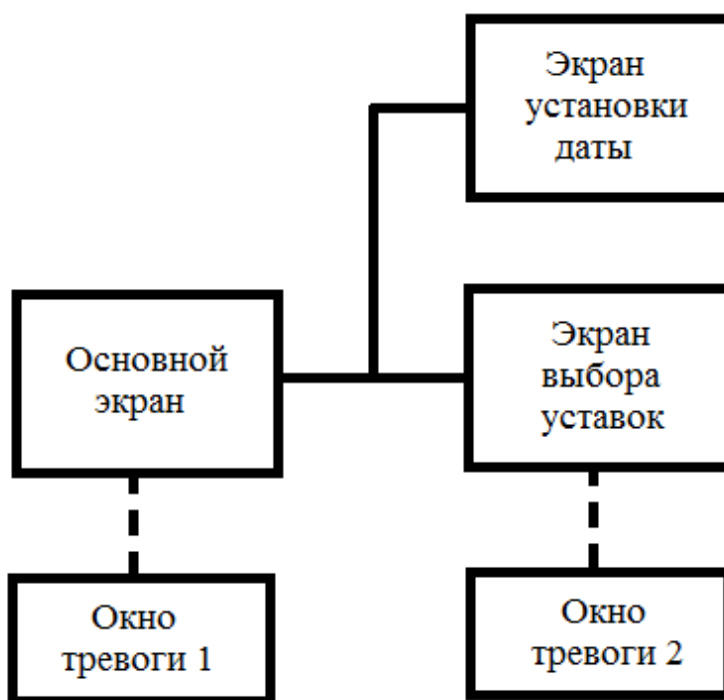 Экран
установки
даты
Основной
экран
Экран
выбора
уставок
Окно
тревоги 1
Окно
тревоги 2